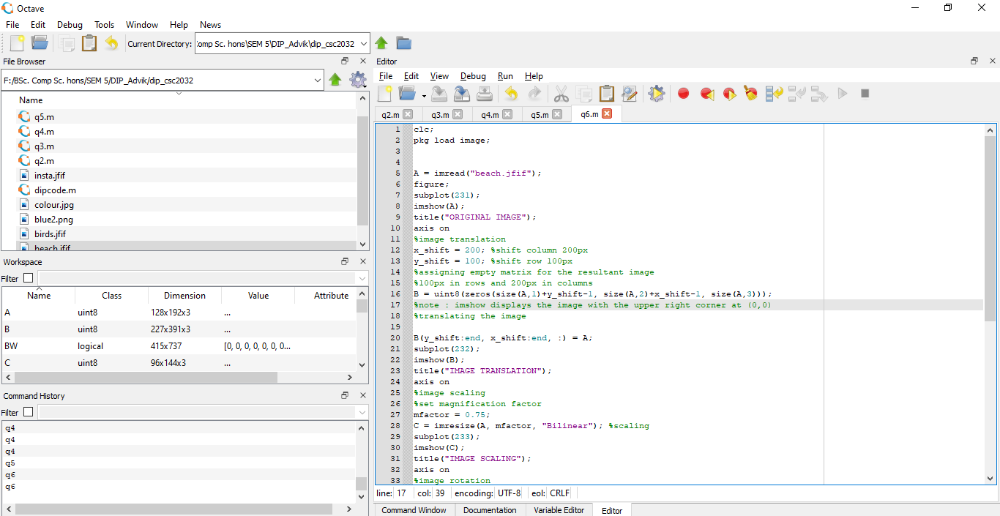 Octave
File Edit Debug Tools Window Help News
Current Directory: omp Sc. hons\SEM 5\DIP_Advik\dip_csc2032
File Browser
F:/BSc. Comp Sc. hons/SEM 5/DIP_Advik/dip_csc2032
Name
q5.m
q4.m
q3.m
q2.m
insta.jfif
dipcode.m
colour.jpg
blue2.png
birds.jfif
beach.jfif
Workspace
Filter
Name Class Dimension Value Attribute
A uint8 128x192x3 ...
B uint8 227x391x3 ...
BW logical 415x737 [0, 0, 0, 0, 0, 0, 0...
C uint8 96x144x3 ...
Command History
Filter
q4
q4
q4
q5
q6
q6
Editor
File Edit View Debug Run Help
q2.m q3.m q4.m q5.m q6.m
1 clc;
2 pkg load image;
3
4
5 A = imread("beach.jfif");
6 figure;
7 subplot(231);
8 imshow(A);
9 title("ORIGINAL IMAGE");
10 axis on
11 %image translation
12 x_shift = 200; %shift column 200px
13 y_shift = 100; %shift row 100px
14 %assigning empty matrix for the resultant image
15 %100px in rows and 200px in columns
16 B = uint8(zeros(size(A,1)+y_shift-1, size(A,2)+x_shift-1, size(A,3)));
17 %note : imshow displays the image with the upper right corner at (0,0)
18 %translating the image
19
20 B(y_shift:end, x_shift:end, :) = A;
21 subplot(232);
22 imshow(B);
23 title("IMAGE TRANSLATION");
24 axis on
25 %image scaling
26 %set magnification factor
27 mfactor = 0.75;
28 C = imresize(A, mfactor, "Bilinear"); %scaling
29 subplot(233);
30 imshow(C);
31 title("IMAGE SCALING");
32 axis on
33 %image rotation
line: 17 col: 39 encoding: UTF-8 eol: CRLF
Command Window Documentation Variable Editor Editor